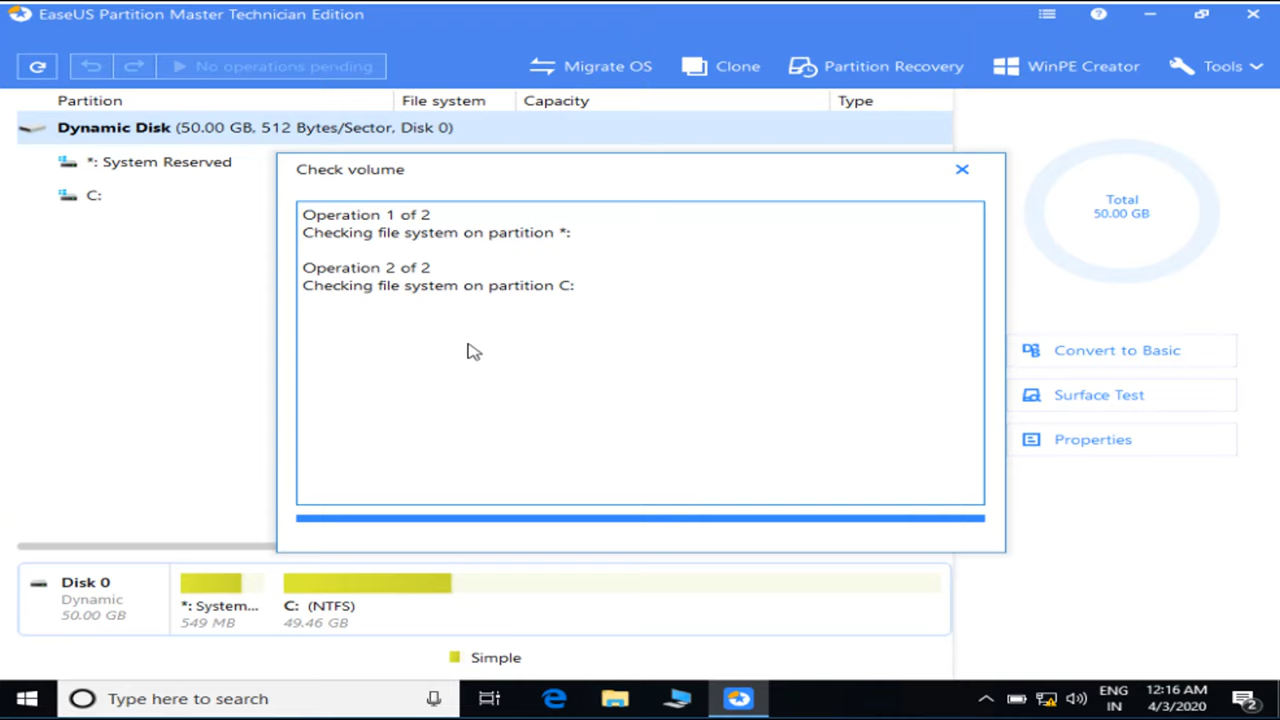 EaseUS Partition Master Technician Edition
No operations pending
Migrate OS
Clone
Partition Recovery
WinPE Creator
Tools
Partition
File system
Capacity
Type
Dynamic Disk (50.00 GB, 512 Bytes/Sector, Disk 0)
*: System Reserved
C:
Check volume
Operation 1 of 2
Checking file system on partition *:
Operation 2 of 2
Checking file system on partition C:
Total
50.00 GB
Convert to Basic
Surface Test
Properties
Disk 0
Dynamic
50.00 GB
*: System...
549 MB
C: (NTFS)
49.46 GB
Simple
Type here to search
ENG
IN
12:16 AM
4/3/2020
2